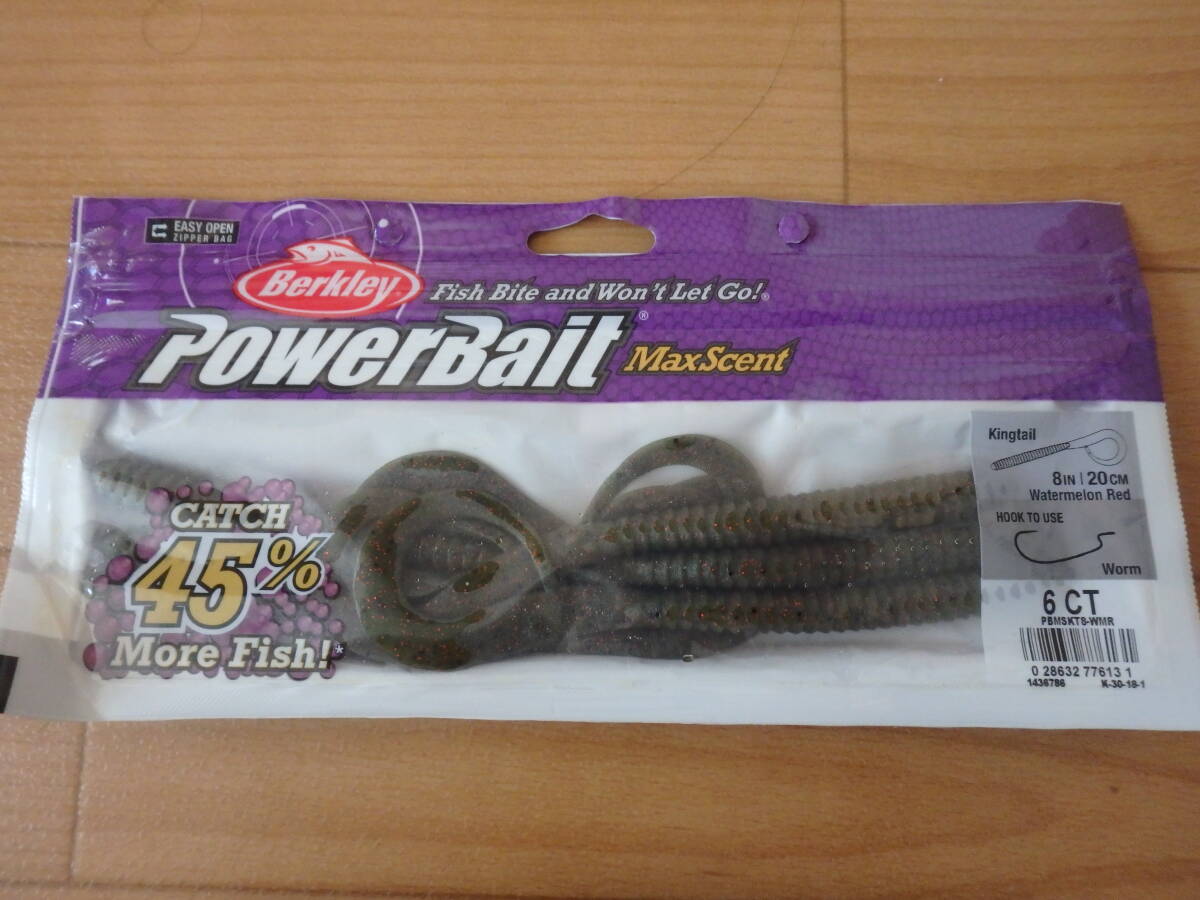 EASY OPEN
ZIPPER BAG
Berkley
Fish Bite and Won't Let Go!®
PowerBait®
MaxScent
Kingtail
8IN | 20CM
Watermelon Red
HOOK TO USE
Worm
CATCH
45%
More Fish!*
6 CT
PBMSKT8-WMR
0 28632 77613 1
1436786 K-30-18-1